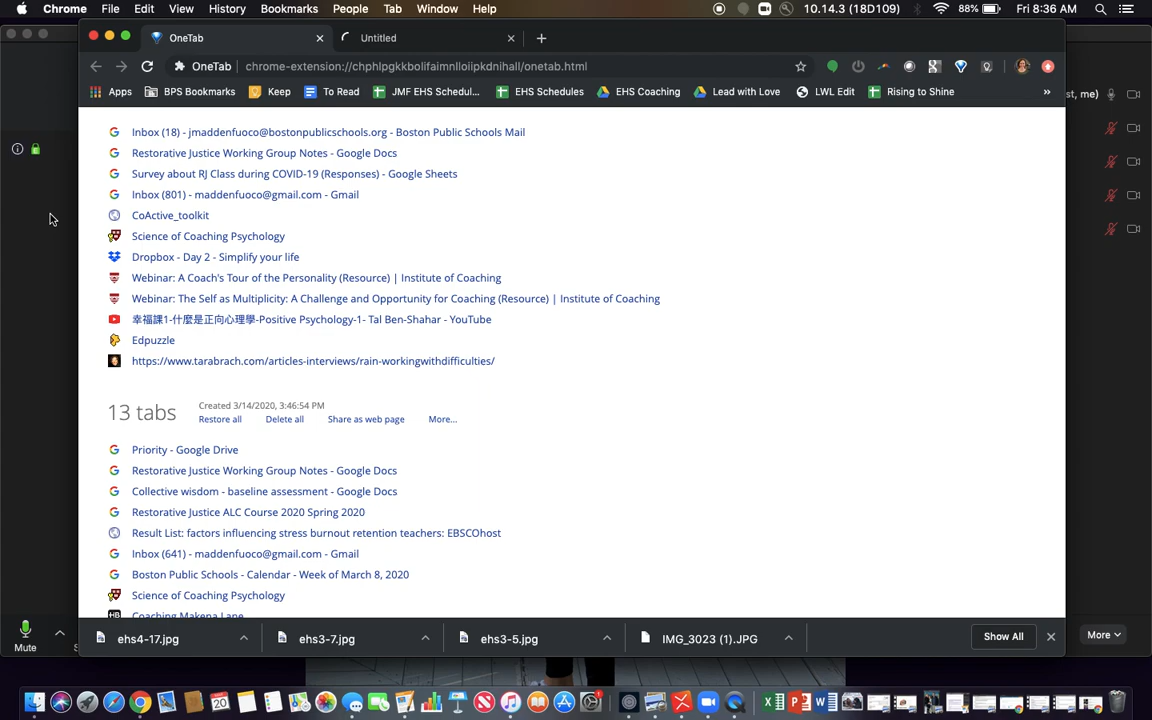 Chrome File Edit View History Bookmarks People Tab Window Help 10.14.3 (18D109) 88% Fri 8:36 AM
OneTab Untitled
OneTab chrome-extension://chphlpgkkbolifaimnlloiipkdnihall/onetab.html
Apps BPS Bookmarks Keep To Read JMF EHS Schedul... EHS Schedules EHS Coaching Lead with Love LWL Edit Rising to Shine »
st, me)
Inbox (18) - jmaddenfuoco@bostonpublicschools.org - Boston Public Schools Mail
Restorative Justice Working Group Notes - Google Docs
Survey about RJ Class during COVID-19 (Responses) - Google Sheets
Inbox (801) - maddenfuoco@gmail.com - Gmail
CoActive_toolkit
Science of Coaching Psychology
Dropbox - Day 2 - Simplify your life
Webinar: A Coach's Tour of the Personality (Resource) | Institute of Coaching
Webinar: The Self as Multiplicity: A Challenge and Opportunity for Coaching (Resource) | Institute of Coaching
幸福課1-什麼是正向心理學-Positive Psychology-1- Tal Ben-Shahar - YouTube
Edpuzzle
https://www.tarabrach.com/articles-interviews/rain-workingwithdifficulties/
13 tabs Created 3/14/2020, 3:46:54 PM
Restore all Delete all Share as web page More...
Priority - Google Drive
Restorative Justice Working Group Notes - Google Docs
Collective wisdom - baseline assessment - Google Docs
Restorative Justice ALC Course 2020 Spring 2020
Result List: factors influencing stress burnout retention teachers: EBSCOhost
Inbox (641) - maddenfuoco@gmail.com - Gmail
Boston Public Schools - Calendar - Week of March 8, 2020
Science of Coaching Psychology
Coaching Makena Lane
ehs4-17.jpg ehs3-7.jpg ehs3-5.jpg IMG_3023 (1).JPG Show All More
Mute